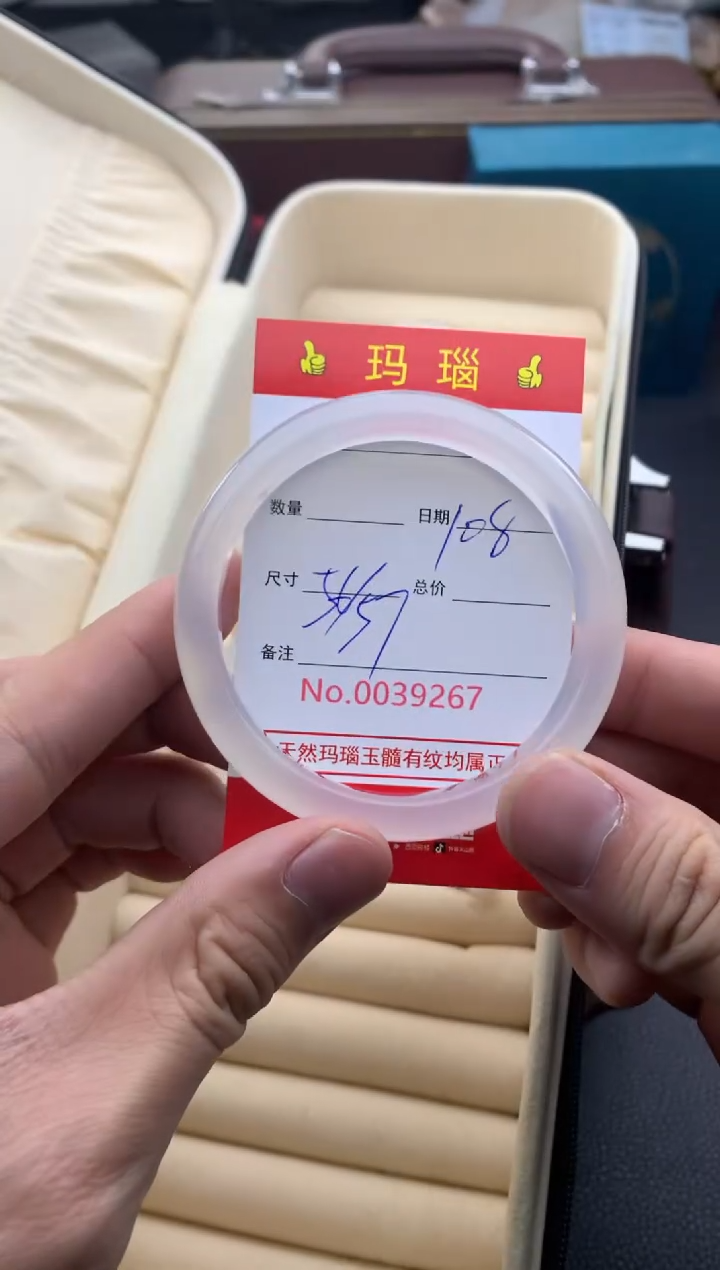 玛瑙
数量 日期 108
尺寸 57 总价
备注
No.0039267
天然玛瑙玉髓有纹均属正